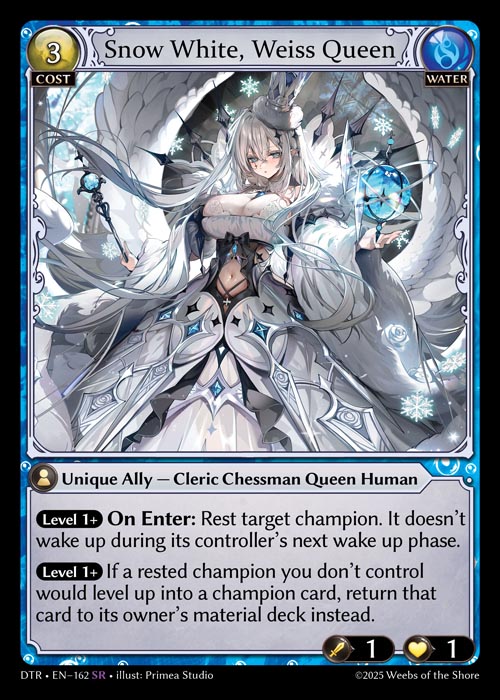 3
Snow White, Weiss Queen
COST
WATER
Unique Ally — Cleric Chessman Queen Human
Level 1+ On Enter: Rest target champion. It doesn't
wake up during its controller's next wake up phase.
Level 1+ If a rested champion you don't control
would level up into a champion card, return that
card to its owner's material deck instead.
1 1
DTR • EN–162 SR • illust: Primea Studio
©2025 Weebs of the Shore